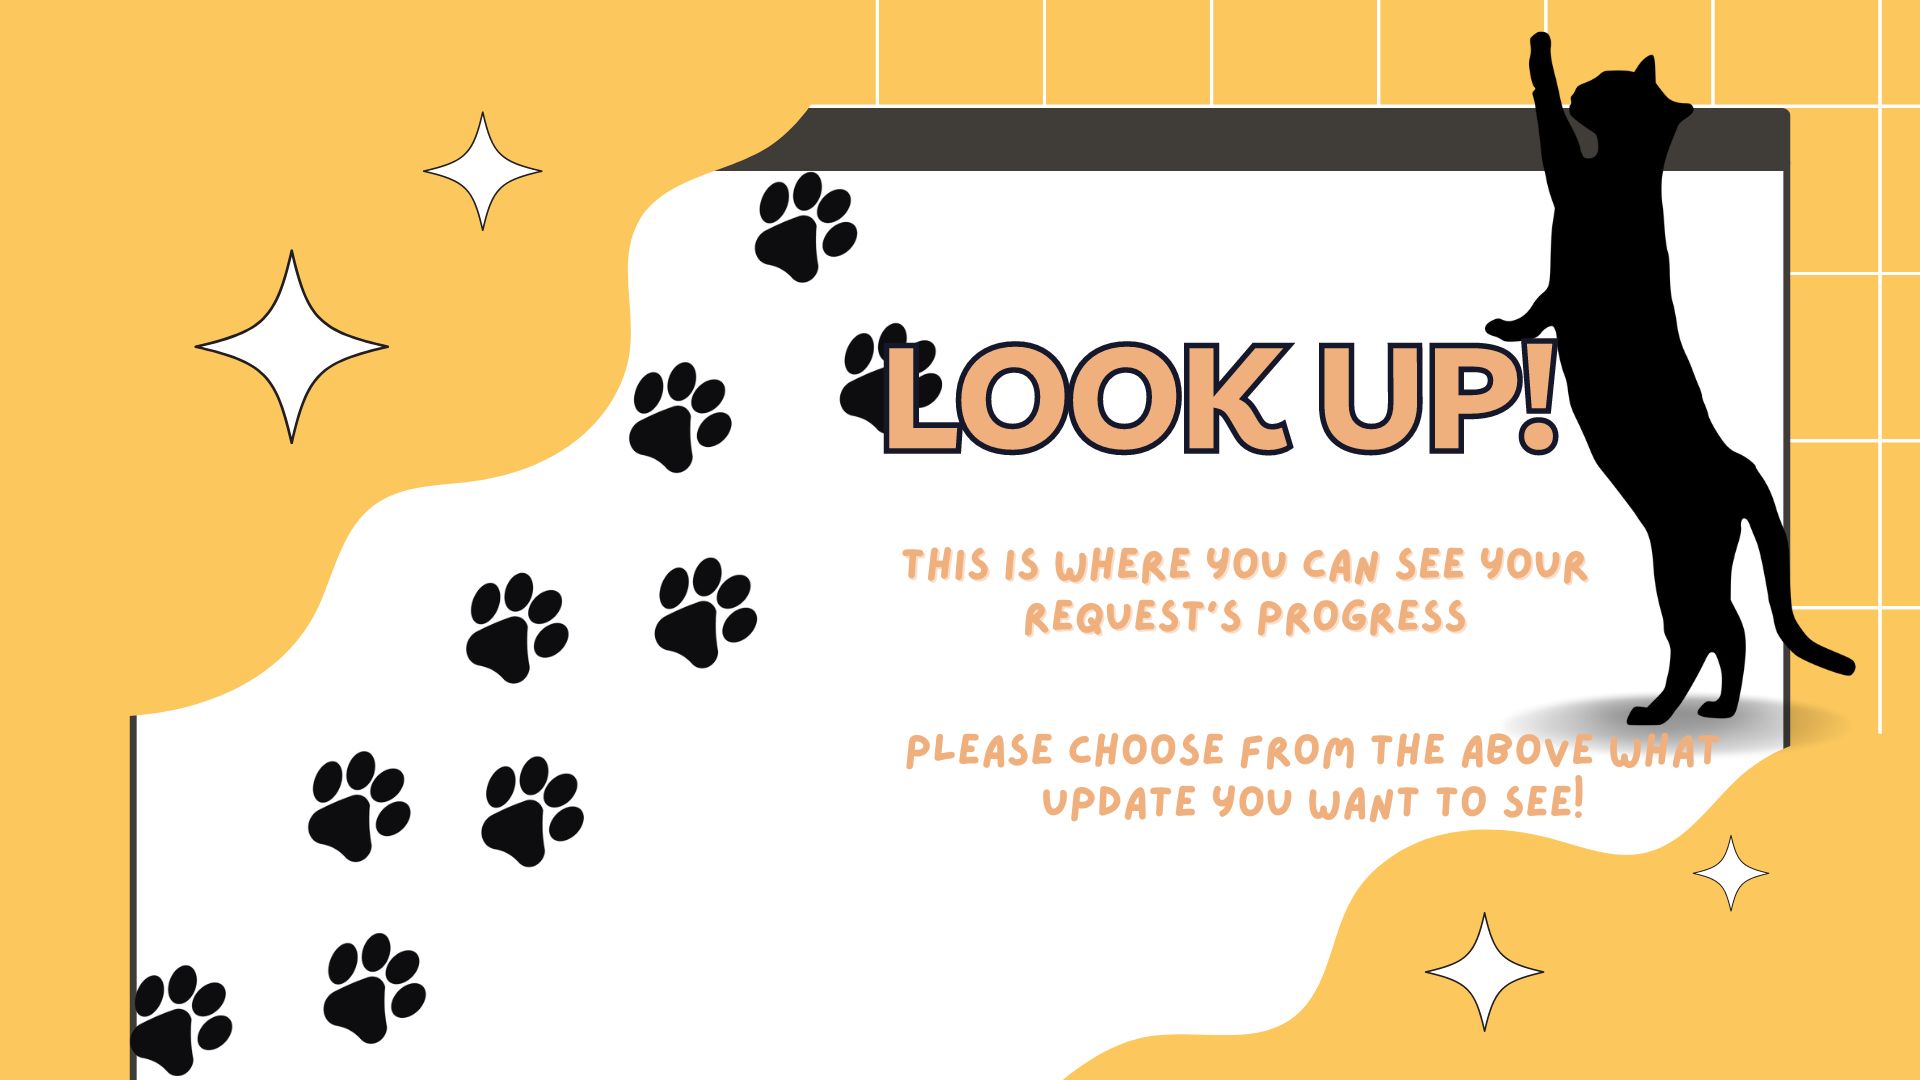 LOOK UP!
THIS IS WHERE YOU CAN SEE YOUR
REQUEST'S PROGRESS
PLEASE CHOOSE FROM THE ABOVE WHAT
UPDATE YOU WANT TO SEE!